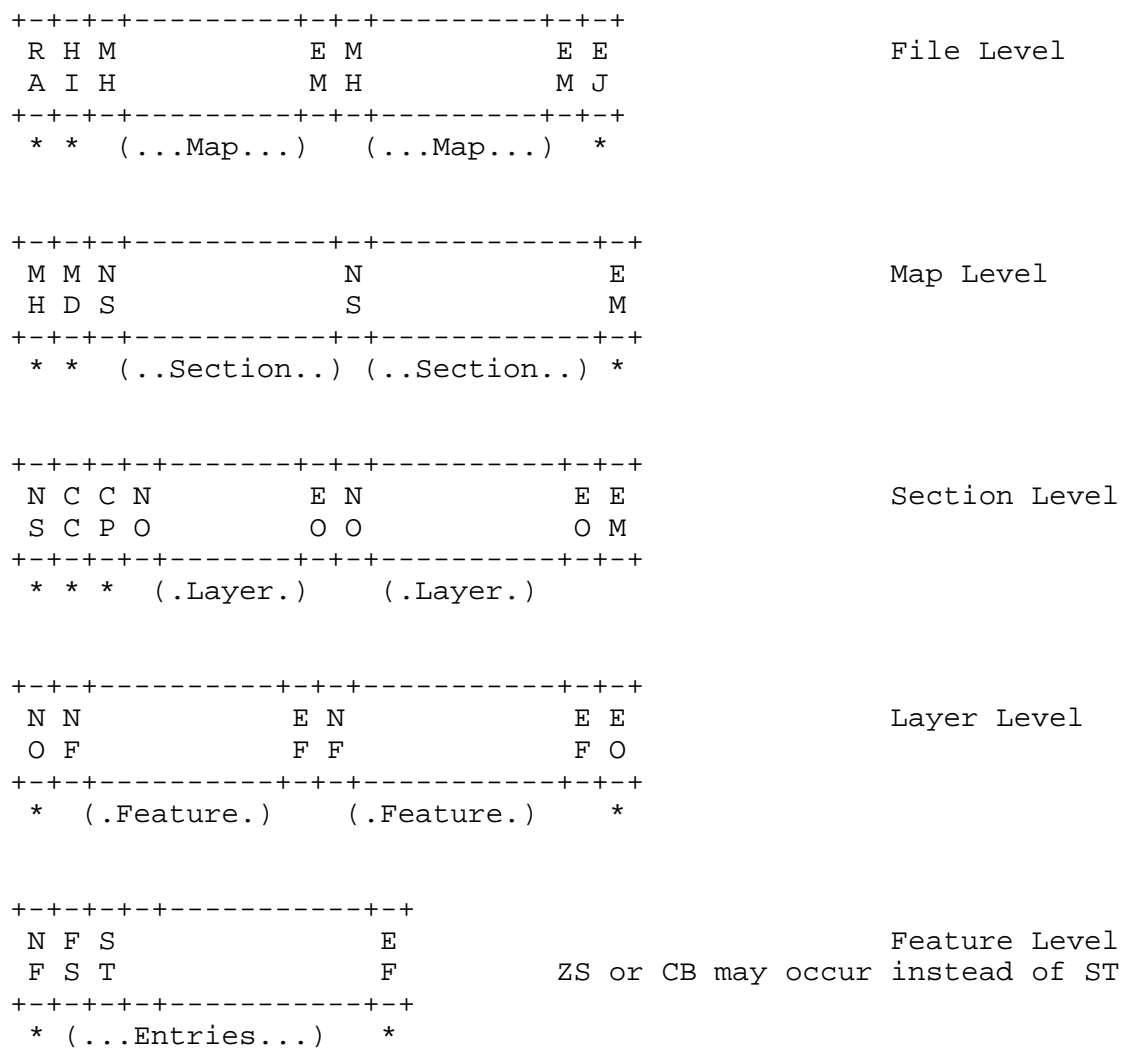 +-+-+-+---------+-+-+---------+-+-+
R H M E M E E File Level
A I H M H M J
+-+-+-+---------+-+-+---------+-+-+
* * (...Map...) (...Map...) *
+-+-+-+-----------+-+------------+-+
M M N N E Map Level
H D S S M
+-+-+-+-----------+-+------------+-+
* * (..Section..) (..Section..) *
+-+-+-+-+-------+-+-+----------+-+-+
N C C N E N E E Section Level
S C P O O O O M
+-+-+-+-+-------+-+-+----------+-+-+
* * * (.Layer.) (.Layer.)
+-+-+----------+-+-+-----------+-+-+
N N E N E E Layer Level
O F F F F O
+-+-+----------+-+-+-----------+-+-+
* (.Feature.) (.Feature.) *
+-+-+-+-+-----------+-+
N F S E Feature Level
F S T F ZS or CB may occur instead of ST
+-+-+-+-+-----------+-+
* (...Entries...) *